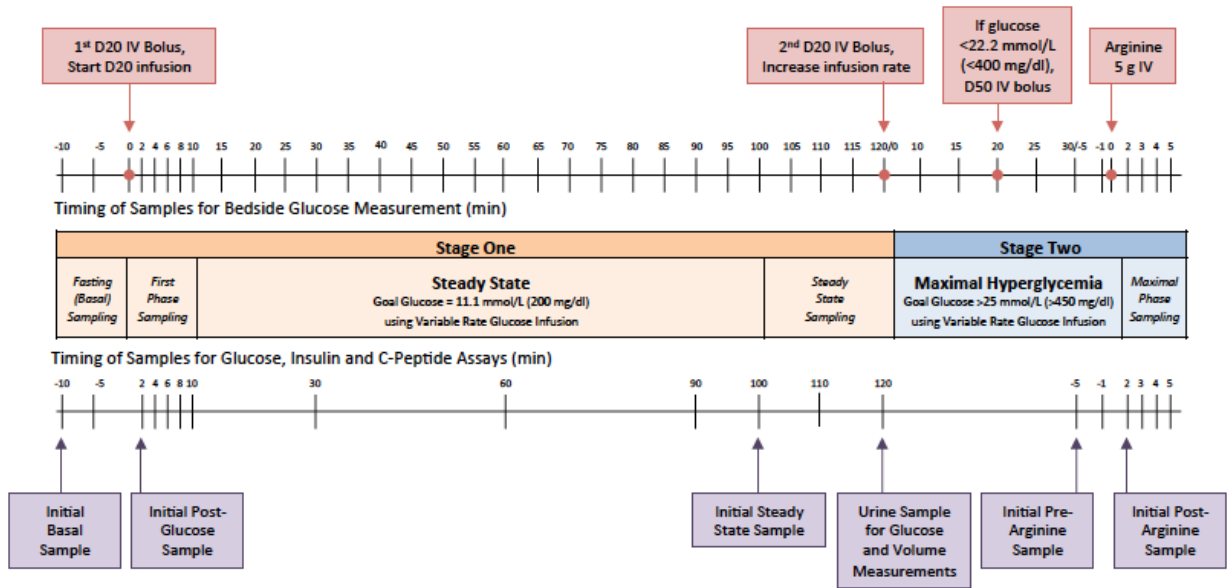 1st D20 IV Bolus,
Start D20 infusion
2nd D20 IV Bolus,
Increase infusion rate
If glucose
<22.2 mmol/L
(<400 mg/dl),
D50 IV bolus
Arginine
5 g IV
-10 -5 0 2 4 6 8 10 15 20 25 30 35 40 45 50 55 60 65 70 75 80 85 90 95 100 105 110 115 120/0 10 15 20 25 30/-5 -1 0 2 3 4 5
Timing of Samples for Bedside Glucose Measurement (min)
Stage One
Stage Two
Fasting
(Basal)
Sampling
First
Phase
Sampling
Steady State
Goal Glucose = 11.1 mmol/L (200 mg/dl)
using Variable Rate Glucose Infusion
Steady
State
Sampling
Maximal Hyperglycemia
Goal Glucose >25 mmol/L (>450 mg/dl)
using Variable Rate Glucose Infusion
Maximal
Phase
Sampling
Timing of Samples for Glucose, Insulin and C-Peptide Assays (min)
-10 -5 2 4 6 8 10 30 60 90 100 110 120 -5 -1 2 3 4 5
Initial
Basal
Sample
Initial Post-
Glucose
Sample
Initial Steady
State Sample
Urine Sample
for Glucose
and Volume
Measurements
Initial Pre-
Arginine
Sample
Initial Post-
Arginine
Sample